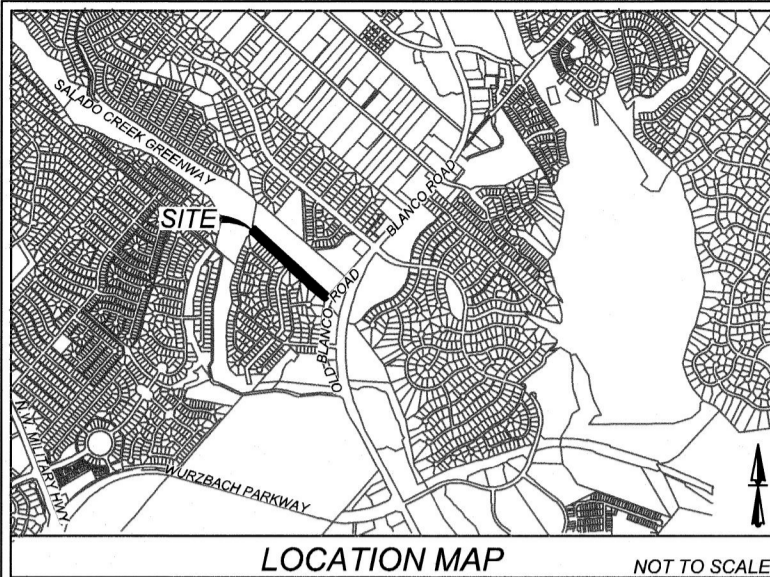 SALADO CREEK GREENWAY
SITE
BLANCO ROAD
OLD BLANCO ROAD
N.W. MILITARY HWY
WURZBACH PARKWAY
LOCATION MAP
NOT TO SCALE